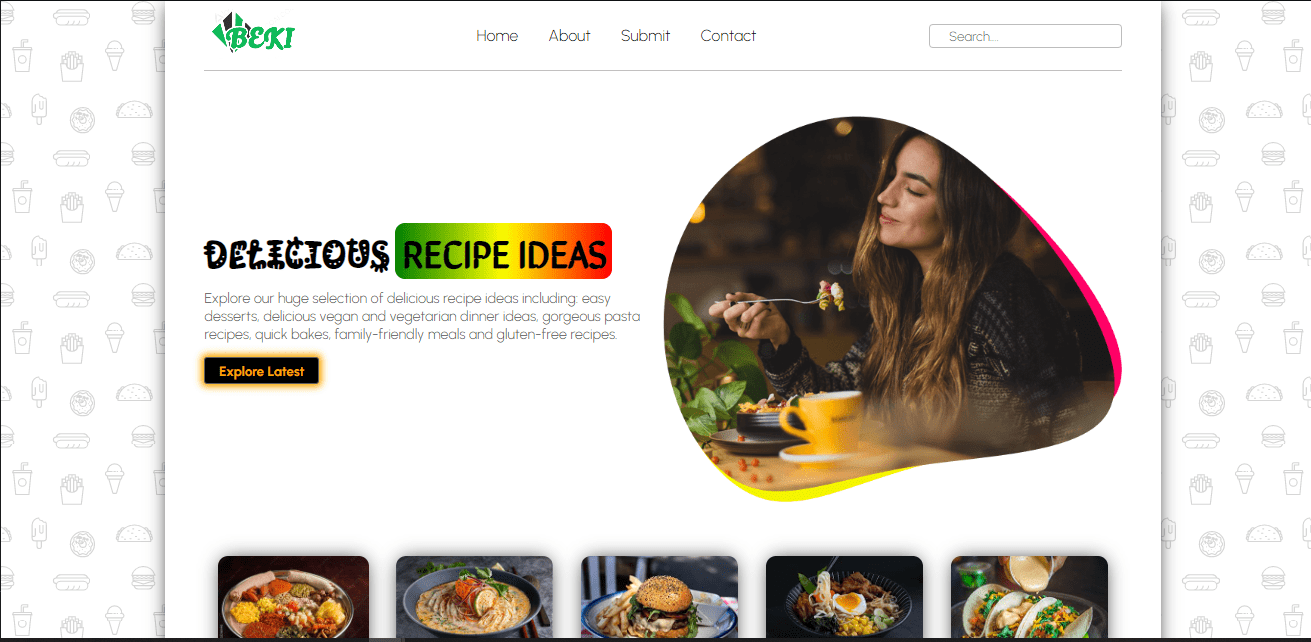 BEKI
Home About Submit Contact
Search....
DELICIOUS RECIPE IDEAS
Explore our huge selection of delicious recipe ideas including: easy
desserts, delicious vegan and vegetarian dinner ideas, gorgeous pasta
recipes, quick bakes, family-friendly meals and gluten-free recipes.
Explore Latest